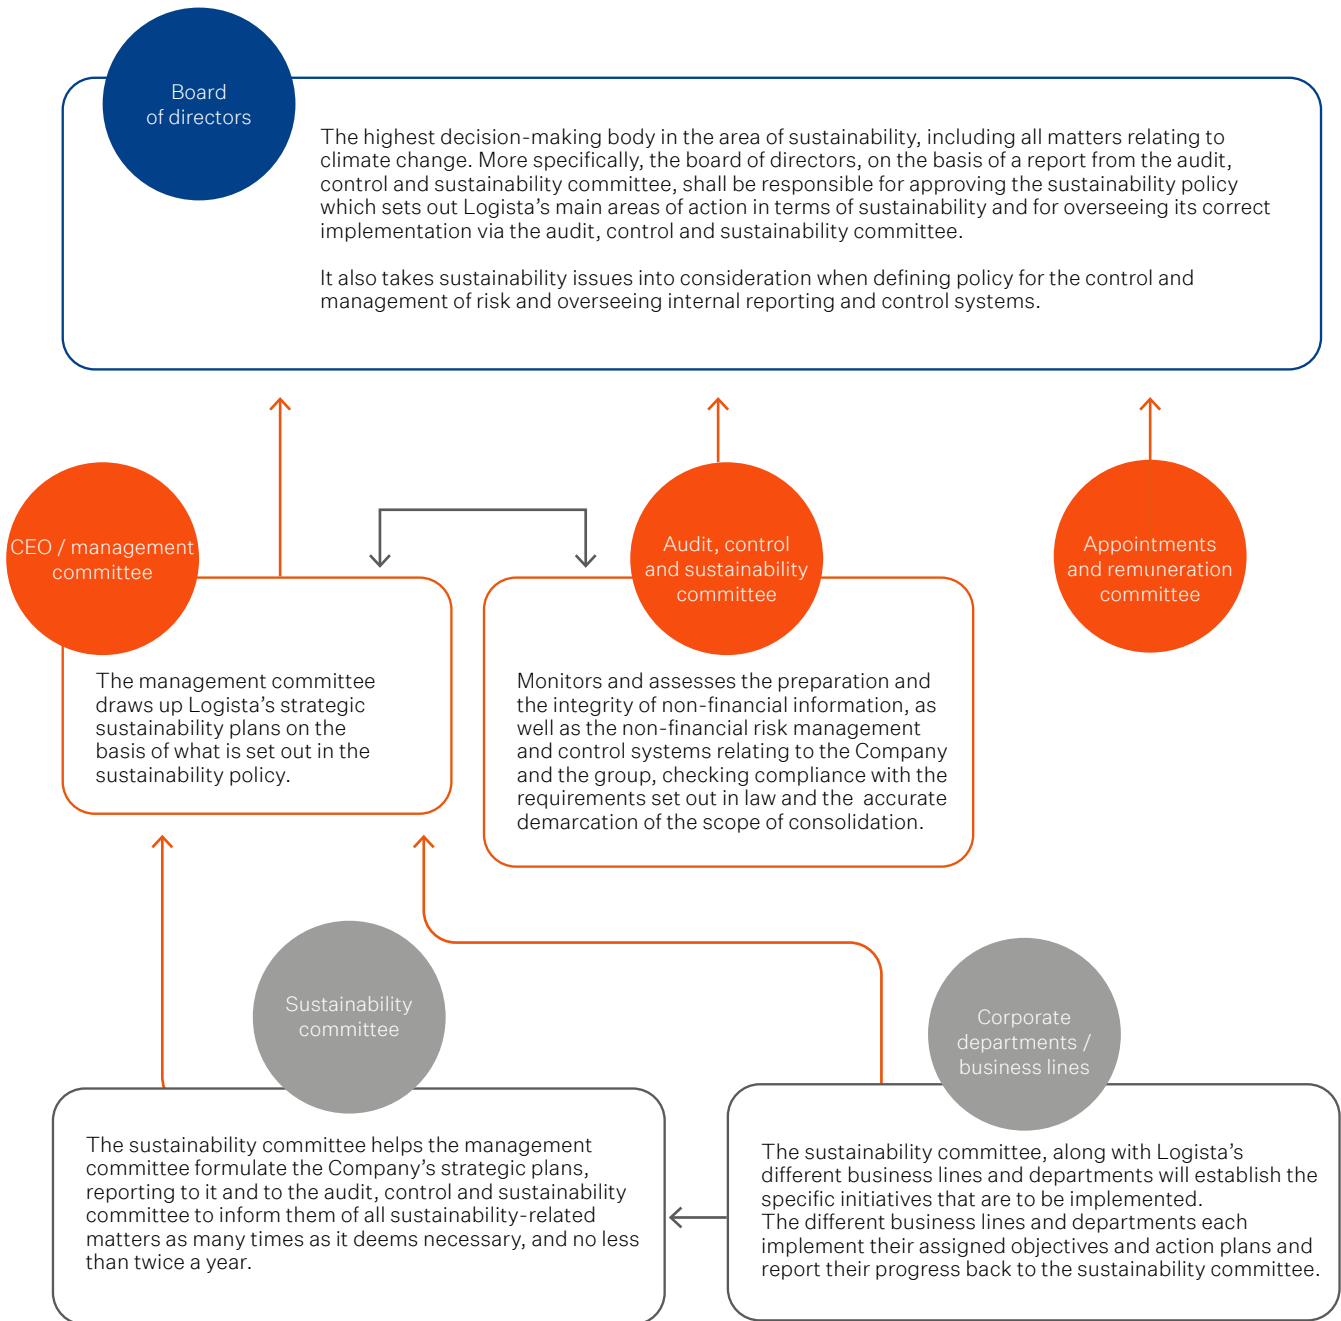 Board
of directors
The highest decision-making body in the area of sustainability, including all matters relating to
climate change. More specifically, the board of directors, on the basis of a report from the audit,
control and sustainability committee, shall be responsible for approving the sustainability policy
which sets out Logista’s main areas of action in terms of sustainability and for overseeing its correct
implementation via the audit, control and sustainability committee.
It also takes sustainability issues into consideration when defining policy for the control and
management of risk and overseeing internal reporting and control systems.
CEO / management
committee
The management committee
draws up Logista’s strategic
sustainability plans on the
basis of what is set out in the
sustainability policy.
Audit, control
and sustainability
committee
Monitors and assesses the preparation and
the integrity of non-financial information, as
well as the non-financial risk management
and control systems relating to the Company
and the group, checking compliance with the
requirements set out in law and the accurate
demarcation of the scope of consolidation.
Appointments
and remuneration
committee
Sustainability
committee
The sustainability committee helps the management
committee formulate the Company’s strategic plans,
reporting to it and to the audit, control and sustainability
committee to inform them of all sustainability-related
matters as many times as it deems necessary, and no less
than twice a year.
Corporate
departments /
business lines
The sustainability committee, along with Logista’s
different business lines and departments will establish the
specific initiatives that are to be implemented.
The different business lines and departments each
implement their assigned objectives and action plans and
report their progress back to the sustainability committee.